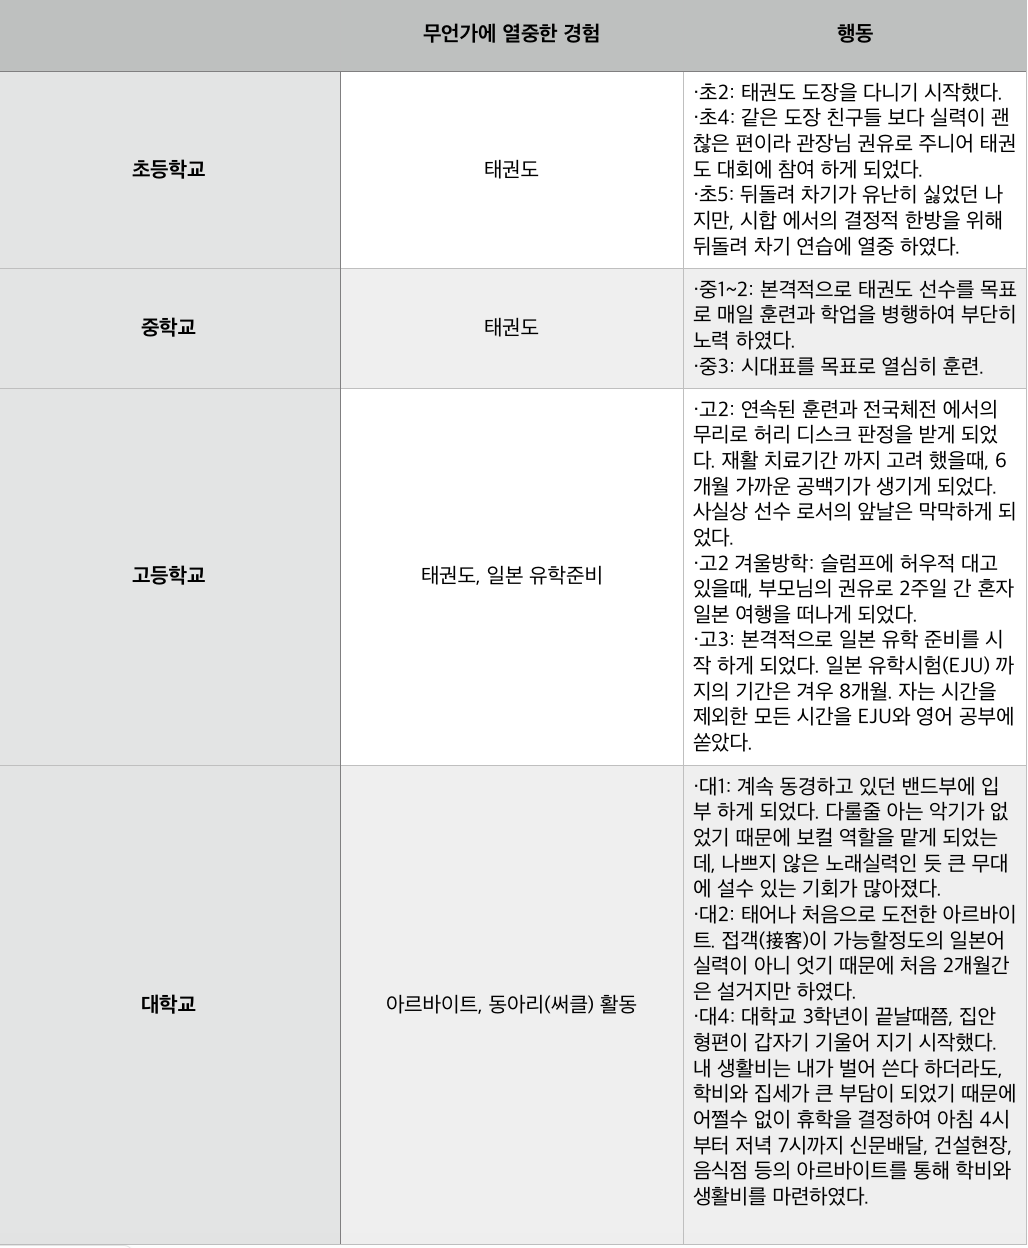 무언가에 열중한 경험
행동
초등학교
태권도
·초2: 태권도 도장을 다니기 시작했다.
·초4: 같은 도장 친구들 보다 실력이 괜
찮은 편이라 관장님 권유로 주니어 태권
도 대회에 참여 하게 되었다.
·초5: 뒤돌려 차기가 유난히 싫었던 나
지만, 시합 에서의 결정적 한방을 위해
뒤돌려 차기 연습에 열중 하였다.
중학교
태권도
·중1~2: 본격적으로 태권도 선수를 목표
로 매일 훈련과 학업을 병행하여 부단히
노력 하였다.
·중3: 시대표를 목표로 열심히 훈련.
고등학교
태권도, 일본 유학준비
·고2: 연속된 훈련과 전국체전 에서의
무리로 허리 디스크 판정을 받게 되었
다. 재활 치료기간 까지 고려 했을때, 6
개월 가까운 공백기가 생기게 되었다.
사실상 선수 로서의 앞날은 막막하게 되
었다.
·고2 겨울방학: 슬럼프에 허우적 대고
있을때, 부모님의 권유로 2주일 간 혼자
일본 여행을 떠나게 되었다.
·고3: 본격적으로 일본 유학 준비를 시
작 하게 되었다. 일본 유학시험(EJU) 까
지의 기간은 겨우 8개월. 자는 시간을
제외한 모든 시간을 EJU와 영어 공부에
쏟았다.
대학교
아르바이트, 동아리(써클) 활동
·대1: 계속 동경하고 있던 밴드부에 입
부 하게 되었다. 다룰줄 아는 악기가 없
었기 때문에 보컬 역할을 맡게 되었는
데, 나쁘지 않은 노래실력인 듯 큰 무대
에 설수 있는 기회가 많아졌다.
·대2: 태어나 처음으로 도전한 아르바이
트. 접객(接客)이 가능할정도의 일본어
실력이 아니 엇기 때문에 처음 2개월간
은 설거지만 하였다.
·대4: 대학교 3학년이 끝날때쯤, 집안
형편이 갑자기 기울어 지기 시작했다.
내 생활비는 내가 벌어 쓴다 하더라도,
학비와 집세가 큰 부담이 되었기 때문에
어쩔수 없이 휴학을 결정하여 아침 4시
부터 저녁 7시까지 신문배달, 건설현장,
음식점 등의 아르바이트를 통해 학비와
생활비를 마련하였다.